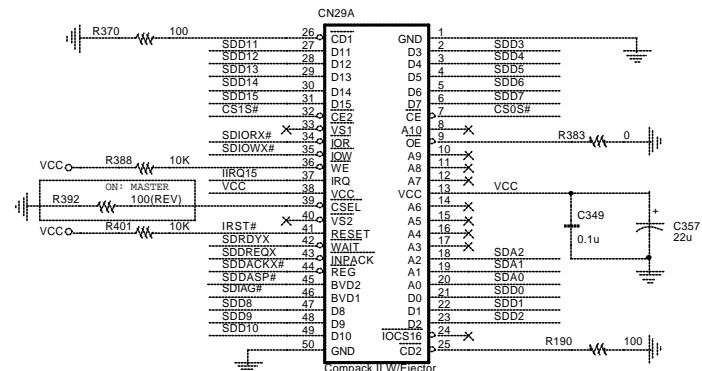 CN29A
R370 100 26 CD1 GND 1
SDD11 27 D11 D3 2 SDD3
SDD12 28 D12 D4 3 SDD4
SDD13 29 D13 D5 4 SDD5
SDD14 30 D14 D6 5 SDD6
SDD15 31 D15 D7 6 SDD7
CS1S# 32 CE2 CE 7 CS0S#
33 VS1 A10 8
SDIORX# 34 IOR OE 9 R383 0
SDIOWX# 35 IOW A9 10
VCC R388 10K 36 WE A8 11
IIRQ15 37 IRQ A7 12
VCC 38 VCC VCC 13 VCC
ON: MASTER
R392 100(REV) 39 CSEL A6 14
40 VS2 A5 15
VCC R401 10K IRST# 41 RESET A4 16
SDRDYX 42 WAIT A3 17
SDDREQX 43 INPACK A2 18 SDA2
SDDACKX# 44 REG A1 19 SDA1
SDDASP# 45 BVD2 A0 20 SDA0
SDIAG# 46 BVD1 D0 21 SDD0
SDD8 47 D8 D1 22 SDD1
SDD9 48 D9 D2 23 SDD2
SDD10 49 D10 IOCS16 24
50 GND CD2 25 R190 100
C349
0.1u
+
C357
22u
Compack II W/Ejector